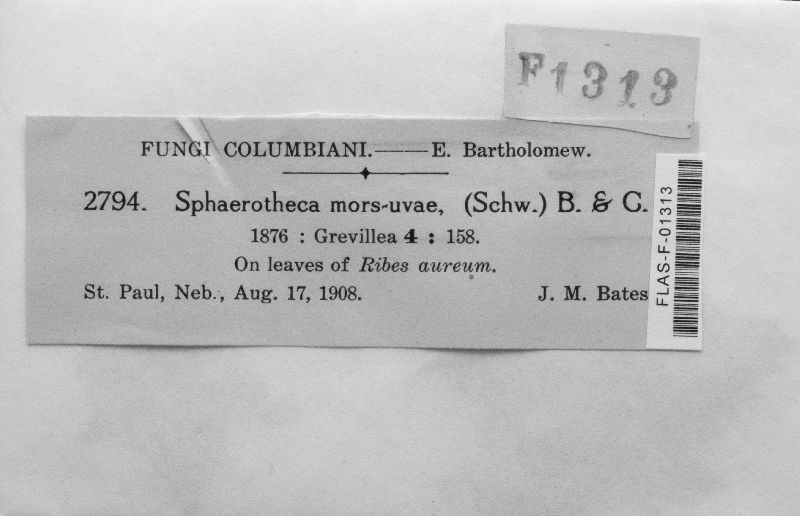 F1313
FUNGI COLUMBIANI.——E. Bartholomew.
2794. Sphaerotheca mors-uvae, (Schw.) B. & C.
1876 : Grevillea 4 : 158.
On leaves of Ribes aureum.
St. Paul, Neb., Aug. 17, 1908. J. M. Bates
FLAS-F-01313